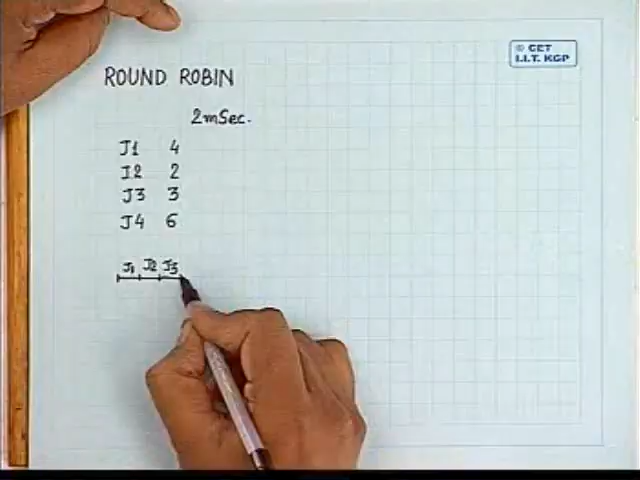 © CET
I.I.T. KGP
ROUND ROBIN
2mSec.
J1 4
J2 2
J3 3
J4 6
J1 J2 J3